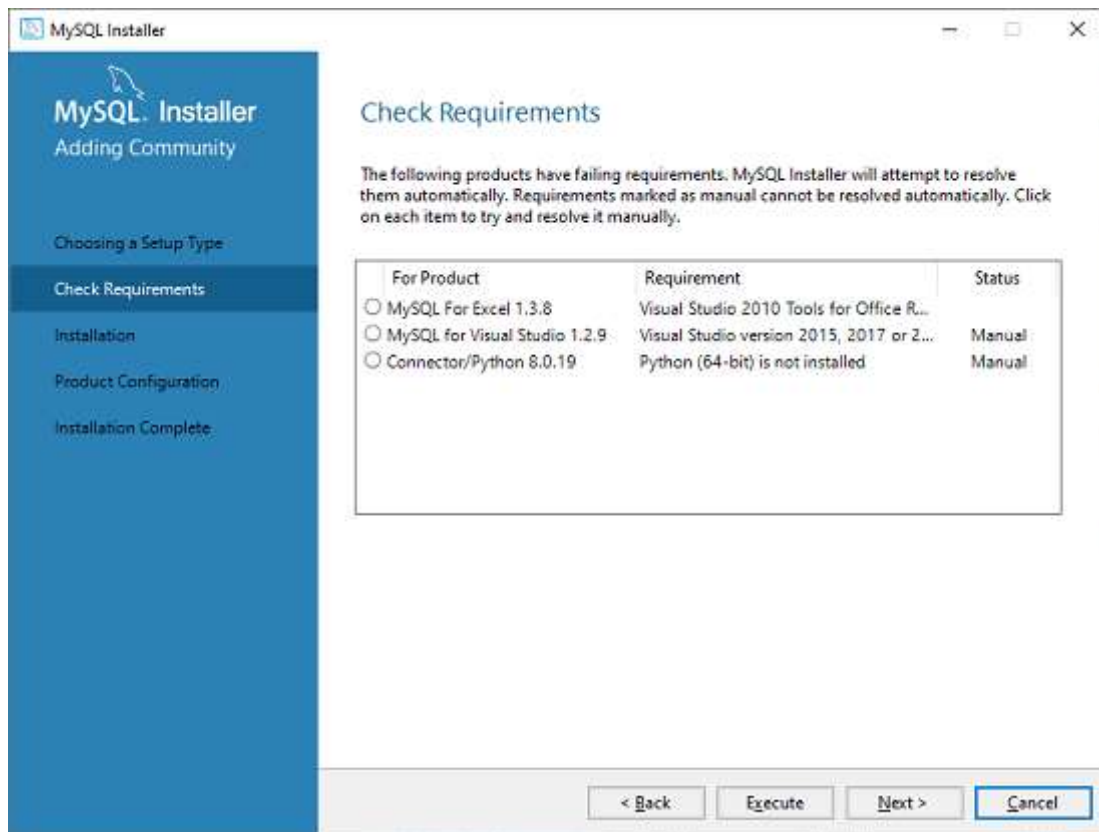 MySQL Installer
MySQL. Installer
Adding Community
Choosing a Setup Type
Check Requirements
Installation
Product Configuration
Installation Complete
Check Requirements
The following products have failing requirements. MySQL Installer will attempt to resolve
them automatically. Requirements marked as manual cannot be resolved automatically. Click
on each item to try and resolve it manually.
For Product Requirement Status
MySQL For Excel 1.3.8 Visual Studio 2010 Tools for Office R...
MySQL for Visual Studio 1.2.9 Visual Studio version 2015, 2017 or 2... Manual
Connector/Python 8.0.19 Python (64-bit) is not installed Manual
< Back Execute Next > Cancel